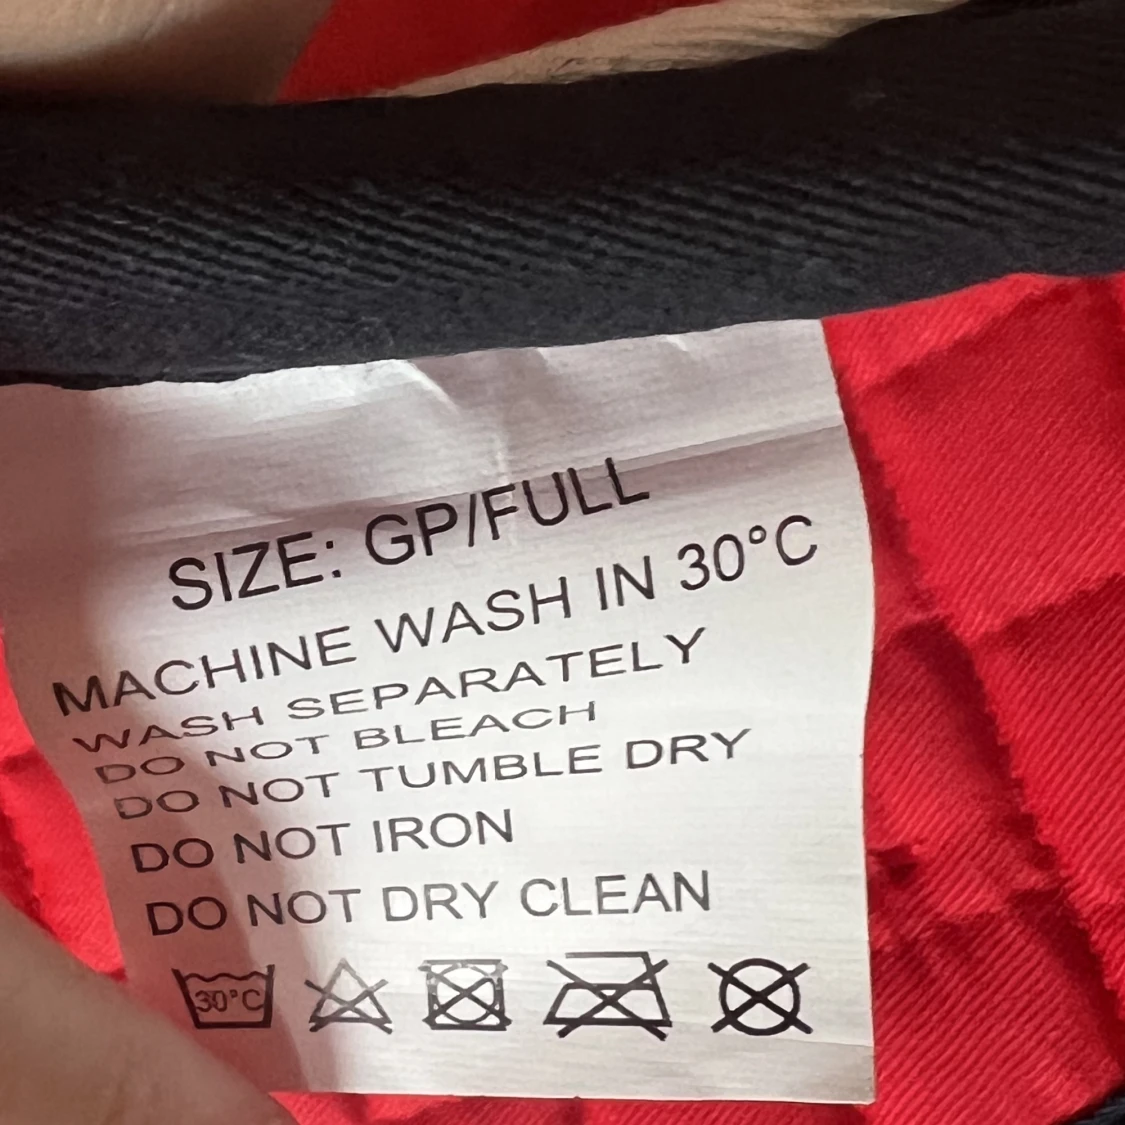 SIZE: GP/FULL
MACHINE WASH IN 30°C
WASH SEPARATELY
DO NOT BLEACH
DO NOT TUMBLE DRY
DO NOT IRON
DO NOT DRY CLEAN
30°C